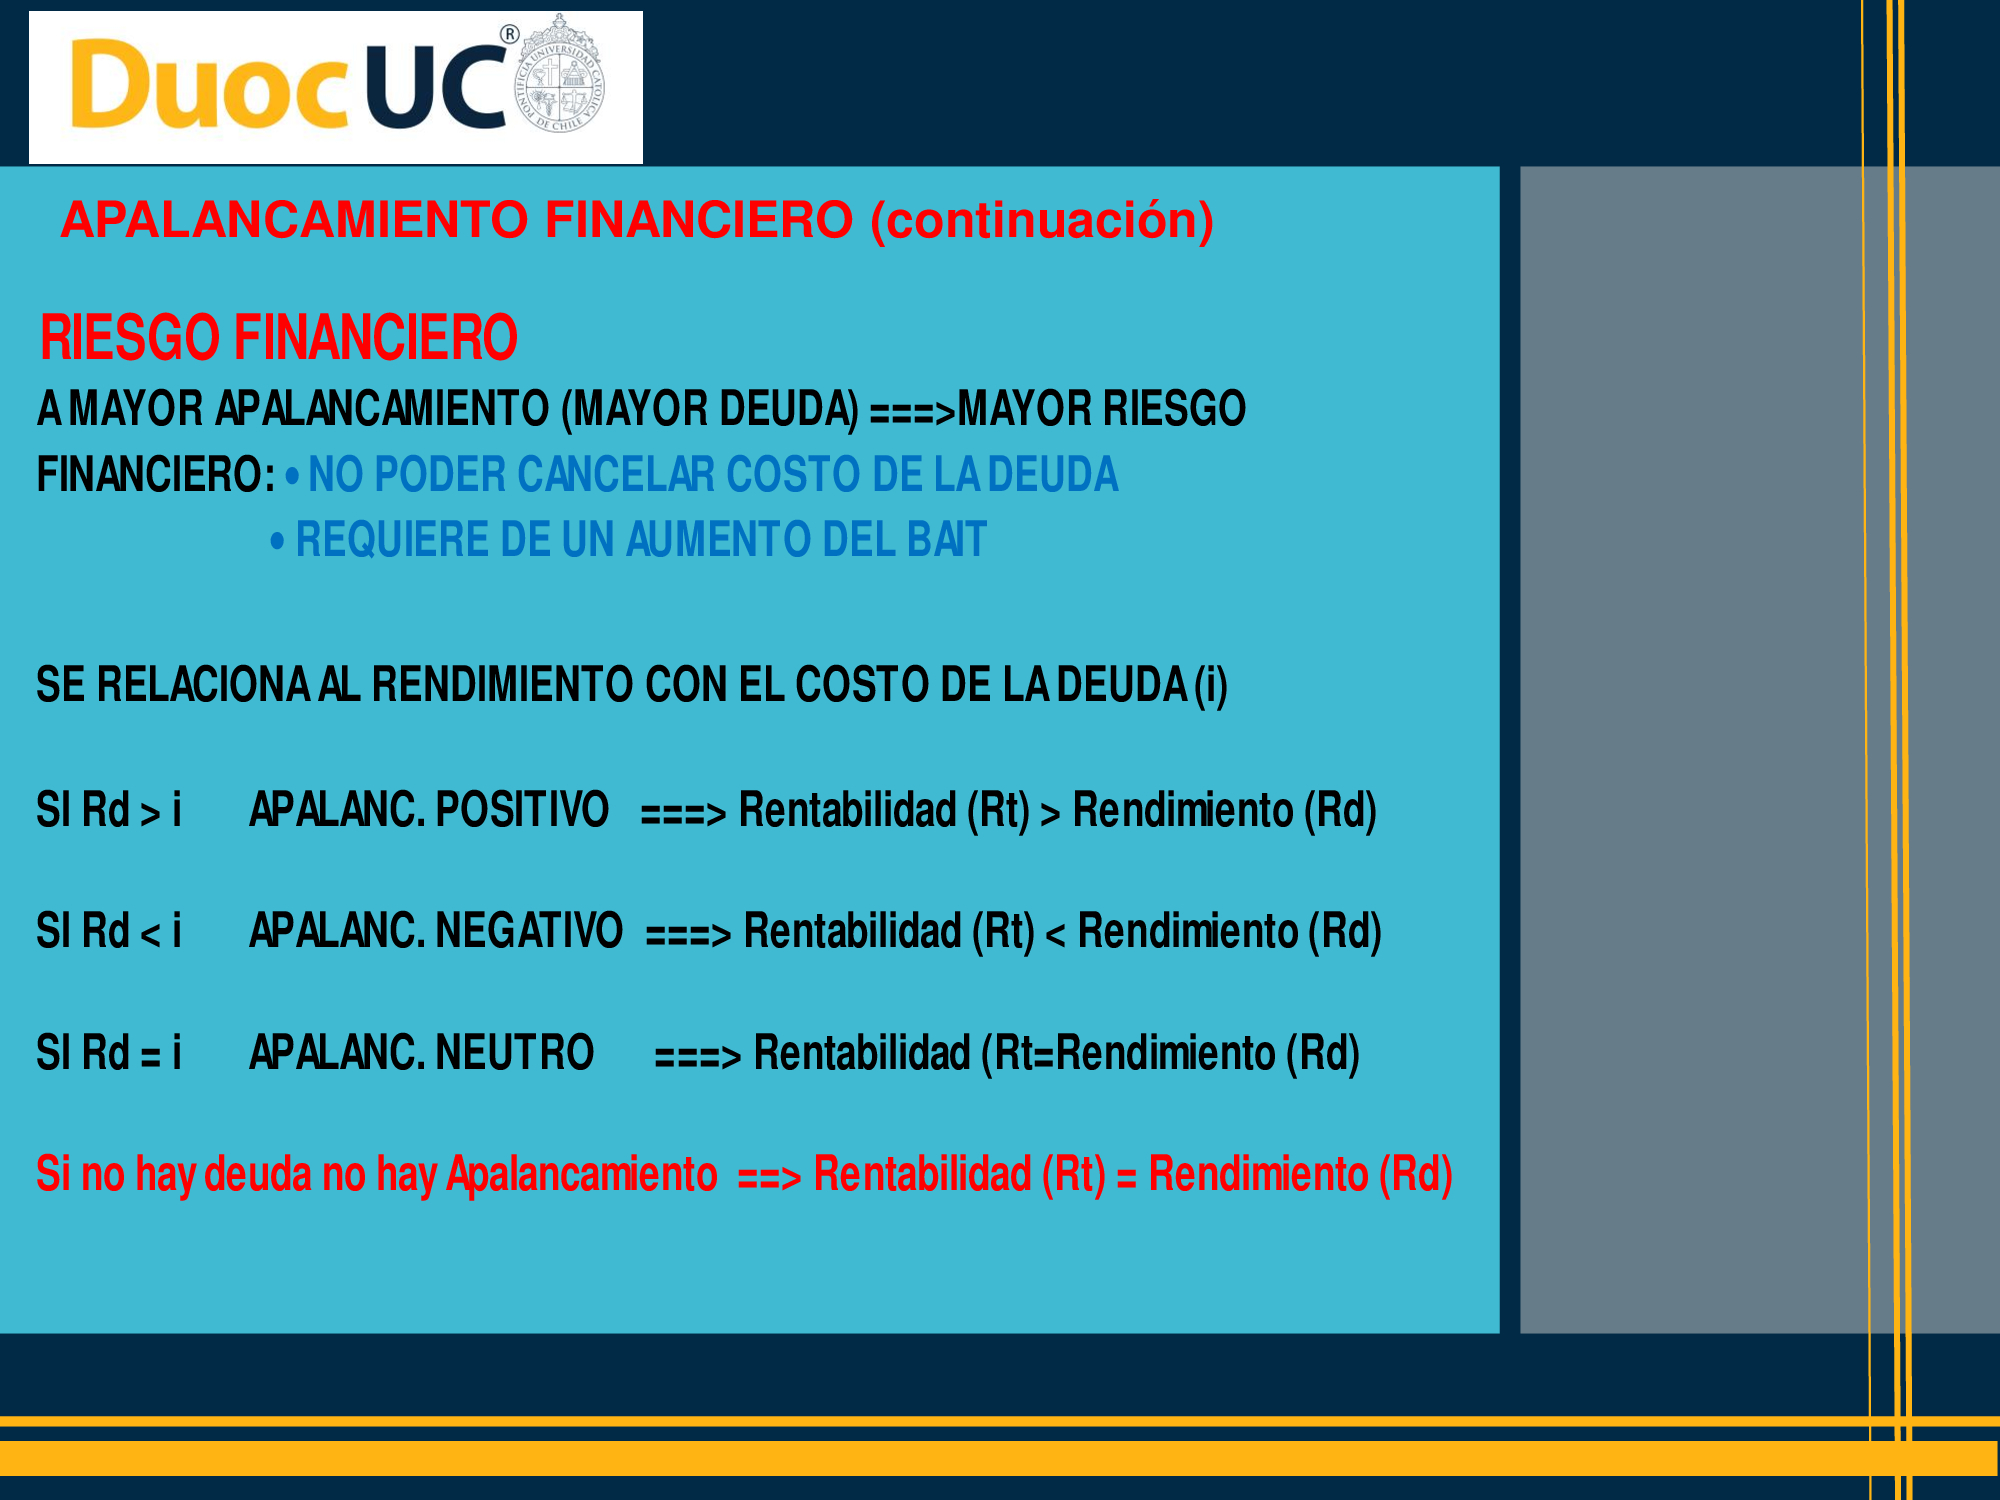 Duoc UC®
PONTIFICIA UNIVERSIDAD CATOLICA DE CHILE
APALANCAMIENTO FINANCIERO (continuación)
RIESGO FINANCIERO
A MAYOR APALANCAMIENTO (MAYOR DEUDA) ===>MAYOR RIESGO
FINANCIERO: • NO PODER CANCELAR COSTO DE LA DEUDA
• REQUIERE DE UN AUMENTO DEL BAIT
SE RELACIONA AL RENDIMIENTO CON EL COSTO DE LA DEUDA (i)
SI Rd > i APALANC. POSITIVO ===> Rentabilidad (Rt) > Rendimiento (Rd)
SI Rd < i APALANC. NEGATIVO ===> Rentabilidad (Rt) < Rendimiento (Rd)
SI Rd = i APALANC. NEUTRO ===> Rentabilidad (Rt=Rendimiento (Rd)
Si no hay deuda no hay Apalancamiento ==> Rentabilidad (Rt) = Rendimiento (Rd)